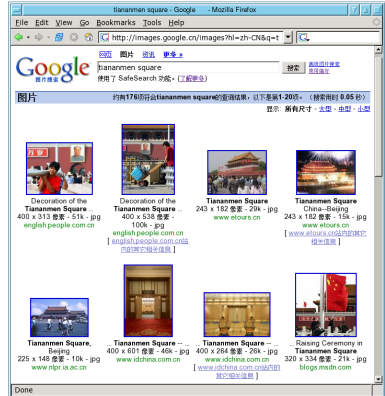 tiananmen square - Google - Mozilla Firefox
File Edit View Go Bookmarks Tools Help
http://images.google.cn/images?hl=zh-CN&q=t
网页 图片 资讯 更多 »
Google
图片搜索
tiananmen square
搜索
高级图片搜索
使用偏好
使用了 SafeSearch 功能。(了解更多)
图片 约有176项符合tiananmen square的查询结果，以下是第1-20项。 (搜索用时 0.05 秒)
显示: 所有尺寸 - 大型 - 中型 - 小型
Decoration of the
Tiananmen Square ...
400 x 313 像素 - 51k - jpg
english.people.com.cn
Decoration of the
Tiananmen Square ...
400 x 538 像素 -
100k - jpg
english.people.com.cn
[ english.people.com.cn站
内的其它相关信息 ]
Tiananmen Square
243 x 182 像素 - 29k - jpg
www.etours.cn
Tiananmen Square
China--Beijing
243 x 182 像素 - 15k - jpg
www.etours.cn
[ www.etours.cn站内的其它
相关信息 ]
Tiananmen Square,
Beijing
225 x 148 像素 - 10k - jpg
www.nlpr.ia.ac.cn
... Tiananmen Square -- ...
400 x 601 像素 - 46k - jpg
www.idchina.com.cn
... Tiananmen Square -- ...
400 x 264 像素 - 26k - jpg
www.idchina.com.cn
[ www.idchina.com.cn站内的
其它相关信息 ]
... Raising Ceremony in
Tiananmen Square
320 x 334 像素 - 21k - jpg
blogs.msdn.com
Done